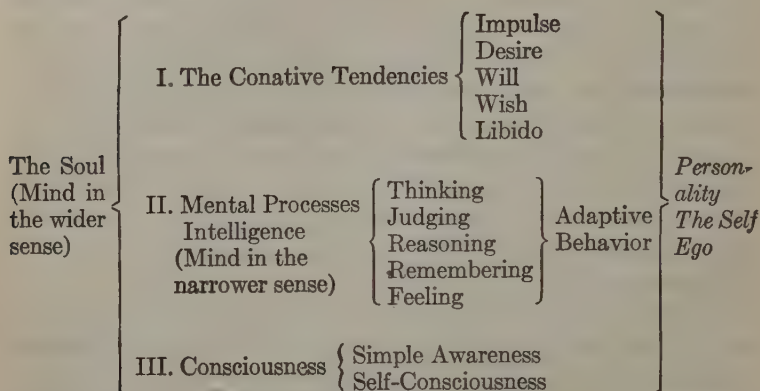 The Soul
(Mind in
the wider
sense)
I. The Conative Tendencies
Impulse
Desire
Will
Wish
Libido
II. Mental Processes
Intelligence
(Mind in the
narrower sense)
Thinking
Judging
Reasoning
Remembering
Feeling
Adaptive
Behavior
III. Consciousness
Simple Awareness
Self-Consciousness
Person-
ality
The Self
Ego